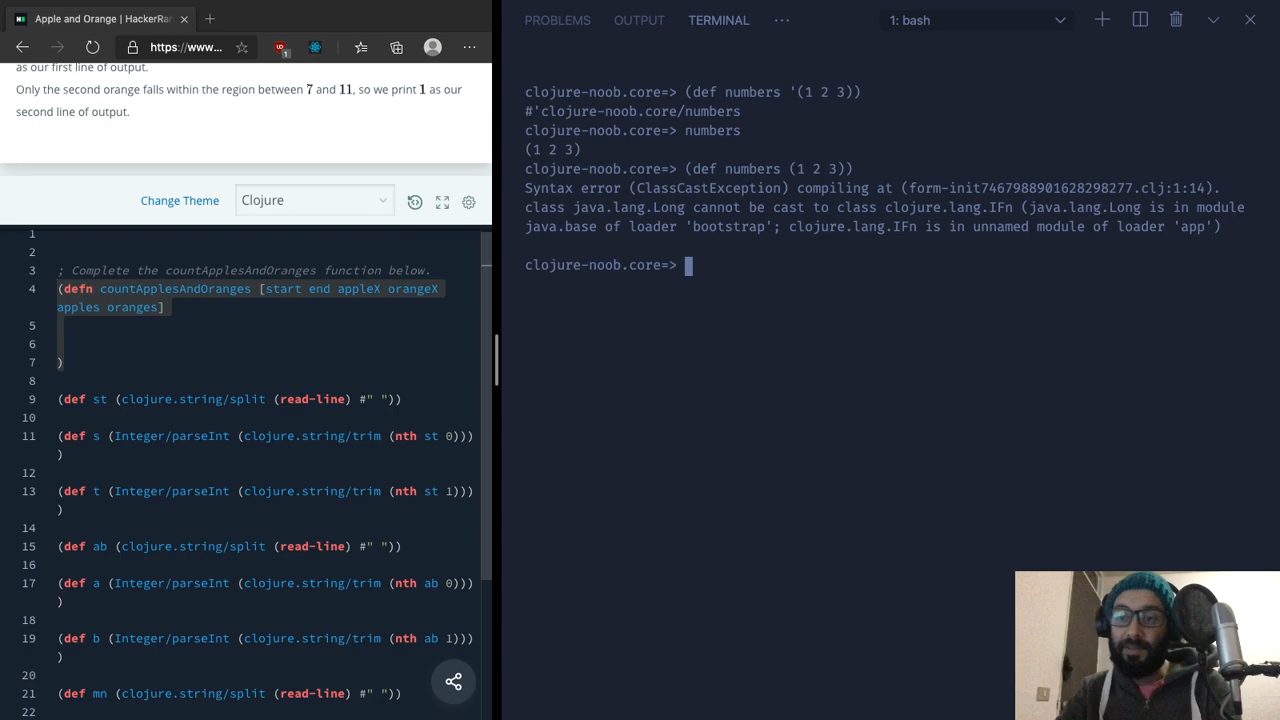 Apple and Orange | HackerRan
https://www...
1
as our first line of output.
Only the second orange falls within the region between 7 and 11, so we print 1 as our
second line of output.
Change Theme
Clojure
1
2
3 ; Complete the countApplesAndOranges function below.
4 (defn countApplesAndOranges [start end appleX orangeX
apples oranges]
5
6
7 )
8
9 (def st (clojure.string/split (read-line) #" "))
10
11 (def s (Integer/parseInt (clojure.string/trim (nth st 0)))
)
12
13 (def t (Integer/parseInt (clojure.string/trim (nth st 1)))
)
14
15 (def ab (clojure.string/split (read-line) #" "))
16
17 (def a (Integer/parseInt (clojure.string/trim (nth ab 0)))
)
18
19 (def b (Integer/parseInt (clojure.string/trim (nth ab 1)))
)
20
21 (def mn (clojure.string/split (read-line) #" "))
22
PROBLEMS OUTPUT TERMINAL ... 1: bash
clojure-noob.core=> (def numbers '(1 2 3))
#'clojure-noob.core/numbers
clojure-noob.core=> numbers
(1 2 3)
clojure-noob.core=> (def numbers (1 2 3))
Syntax error (ClassCastException) compiling at (form-init7467988901628298277.clj:1:14).
class java.lang.Long cannot be cast to class clojure.lang.IFn (java.lang.Long is in module
java.base of loader 'bootstrap'; clojure.lang.IFn is in unnamed module of loader 'app')
clojure-noob.core=>